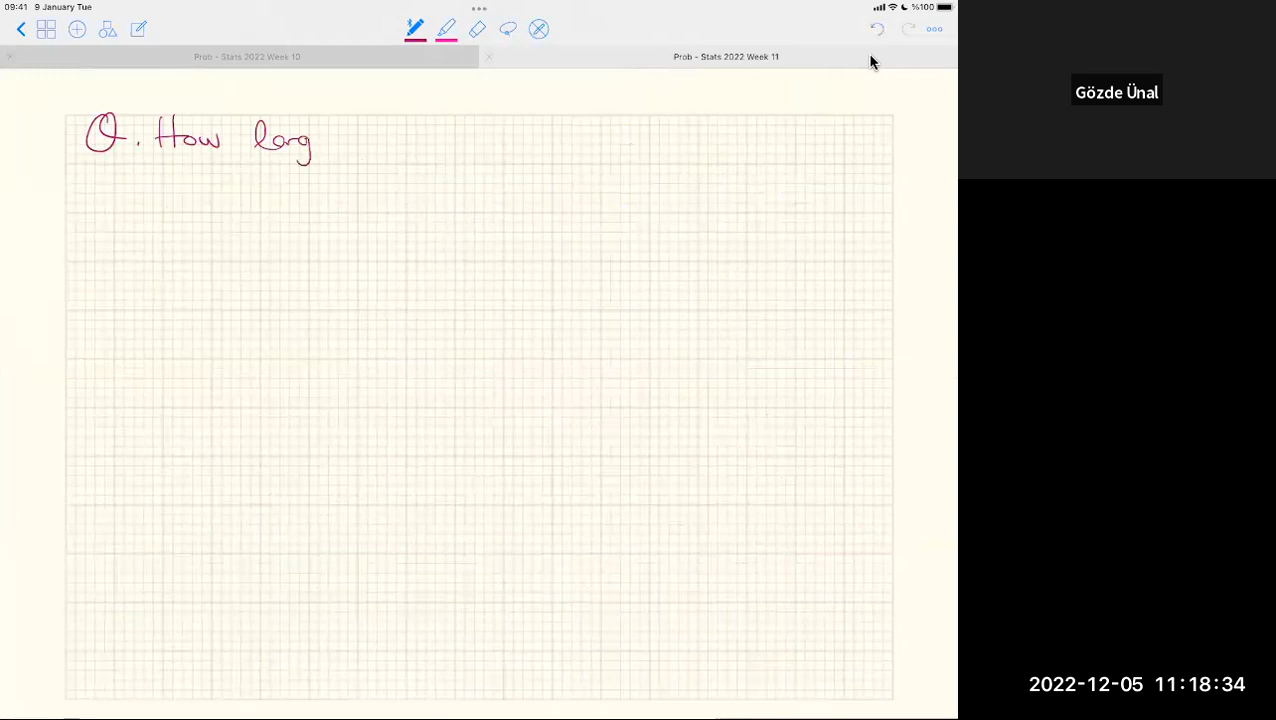 09:41 9 January Tue
%100
Prob - Stats 2022 Week 10
Prob - Stats 2022 Week 11
Gözde Ünal
Q. How larg
2022-12-05 11:18:34